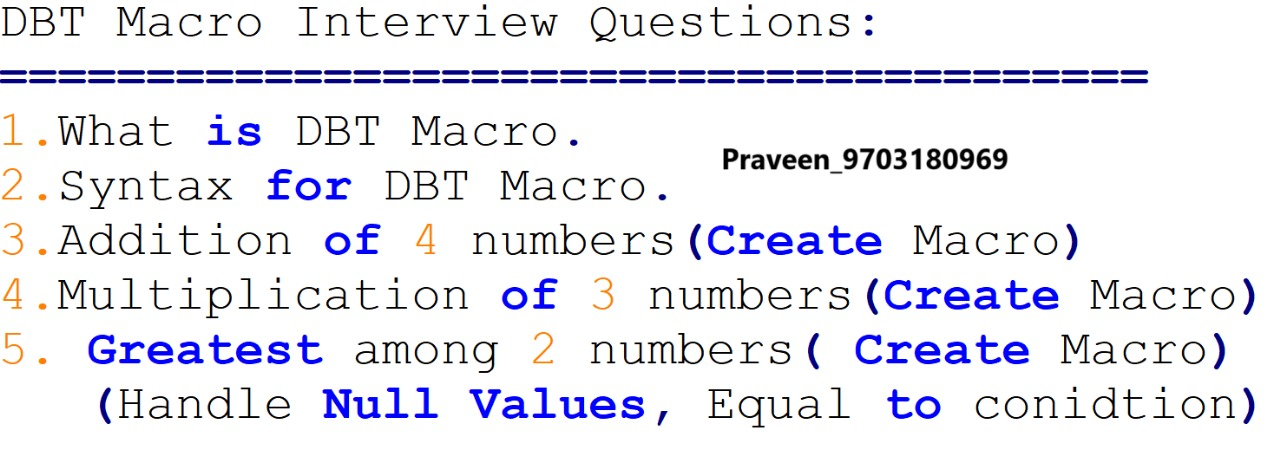 DBT Macro Interview Questions:
=======================================
1.What is DBT Macro.
Praveen_9703180969
2.Syntax for DBT Macro.
3.Addition of 4 numbers(Create Macro)
4.Multiplication of 3 numbers(Create Macro)
5. Greatest among 2 numbers( Create Macro)
(Handle Null Values, Equal to conidtion)